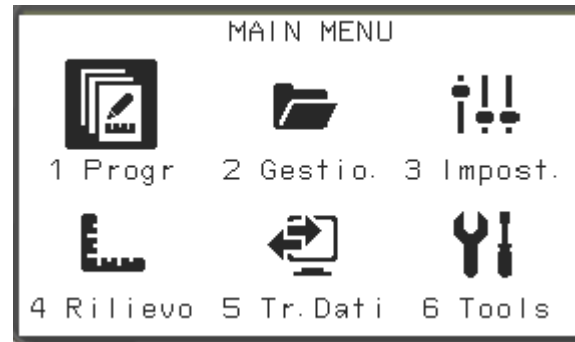 MAIN MENU
1 Progr 2 Gestio. 3 Impost.
4 Rilievo 5 Tr.Dati 6 Tools